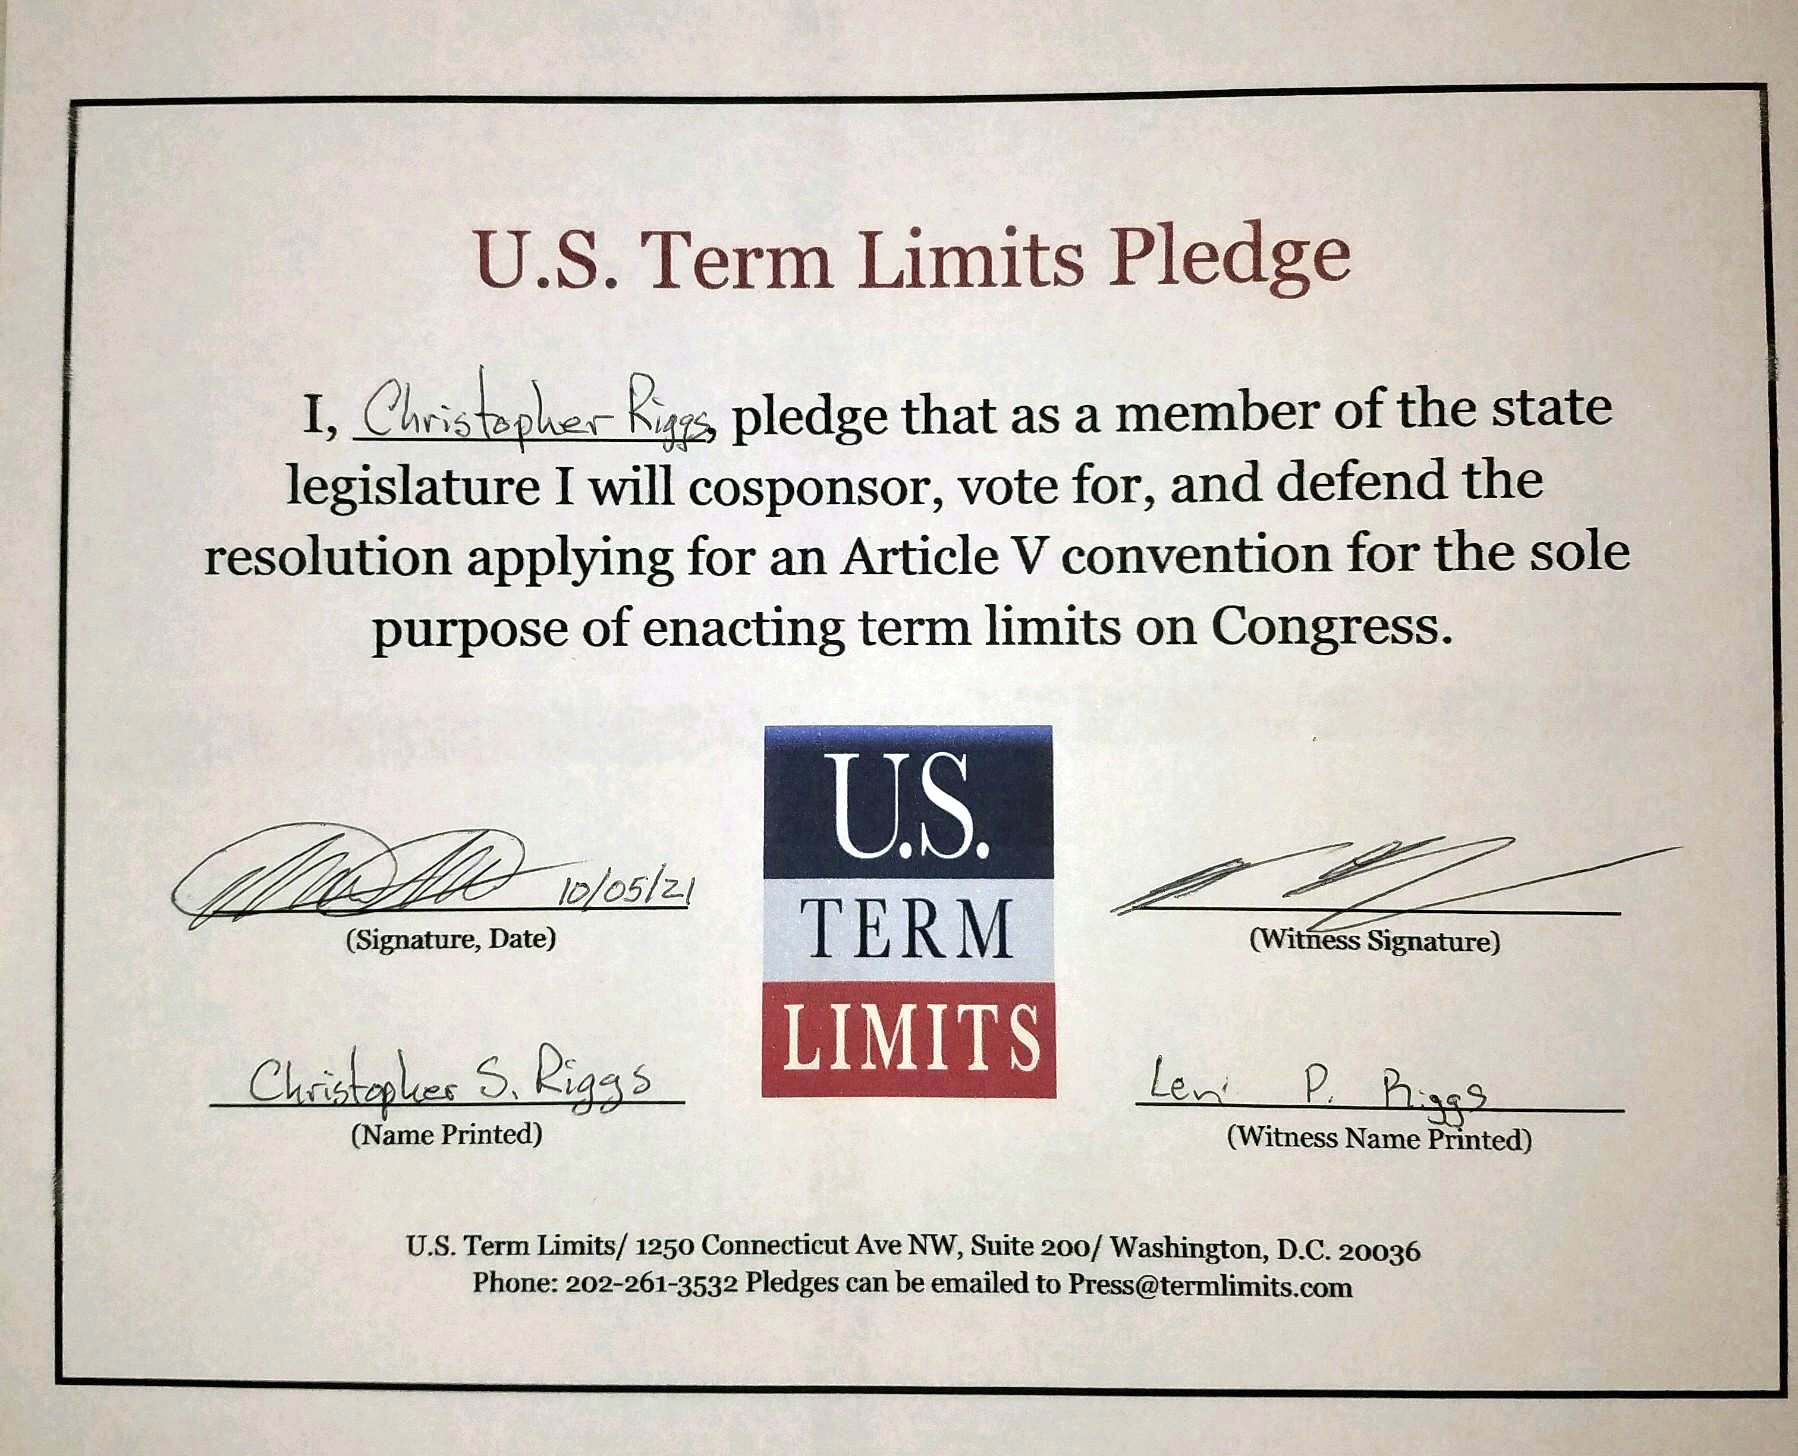 U.S. Term Limits Pledge
I, Christopher Riggs, pledge that as a member of the state
legislature I will cosponsor, vote for, and defend the
resolution applying for an Article V convention for the sole
purpose of enacting term limits on Congress.
U.S.
TERM
LIMITS
10/05/21
(Signature, Date)
(Witness Signature)
Christopher S. Riggs
(Name Printed)
P. Riggs
(Witness Name Printed)
U.S. Term Limits/ 1250 Connecticut Ave NW, Suite 200/ Washington, D.C. 20036
Phone: 202-261-3532 Pledges can be emailed to Press@termlimits.com